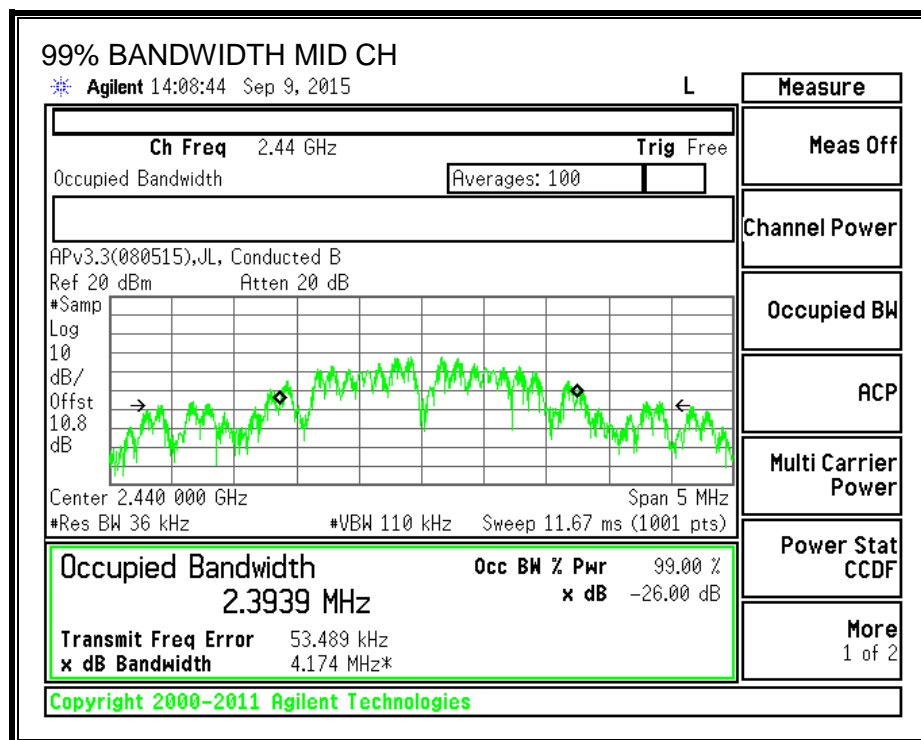 99% BANDWIDTH MID CH
Agilent 14:08:44 Sep 9, 2015 L
Measure
Ch Freq 2.44 GHz Trig Free
Occupied Bandwidth Averages: 100
APv3.3(080515),JL, Conducted B
Ref 20 dBm Atten 20 dB
#Samp
Log
10
dB/
Offst
10.8
dB
Center 2.440 000 GHz Span 5 MHz
#Res BW 36 kHz #VBW 110 kHz Sweep 11.67 ms (1001 pts)
Occupied Bandwidth Occ BW % Pwr 99.00 %
2.3939 MHz x dB -26.00 dB
Transmit Freq Error 53.489 kHz
x dB Bandwidth 4.174 MHz*
Meas Off
Channel Power
Occupied BW
ACP
Multi Carrier
Power
Power Stat
CCDF
More
1 of 2
Copyright 2000-2011 Agilent Technologies